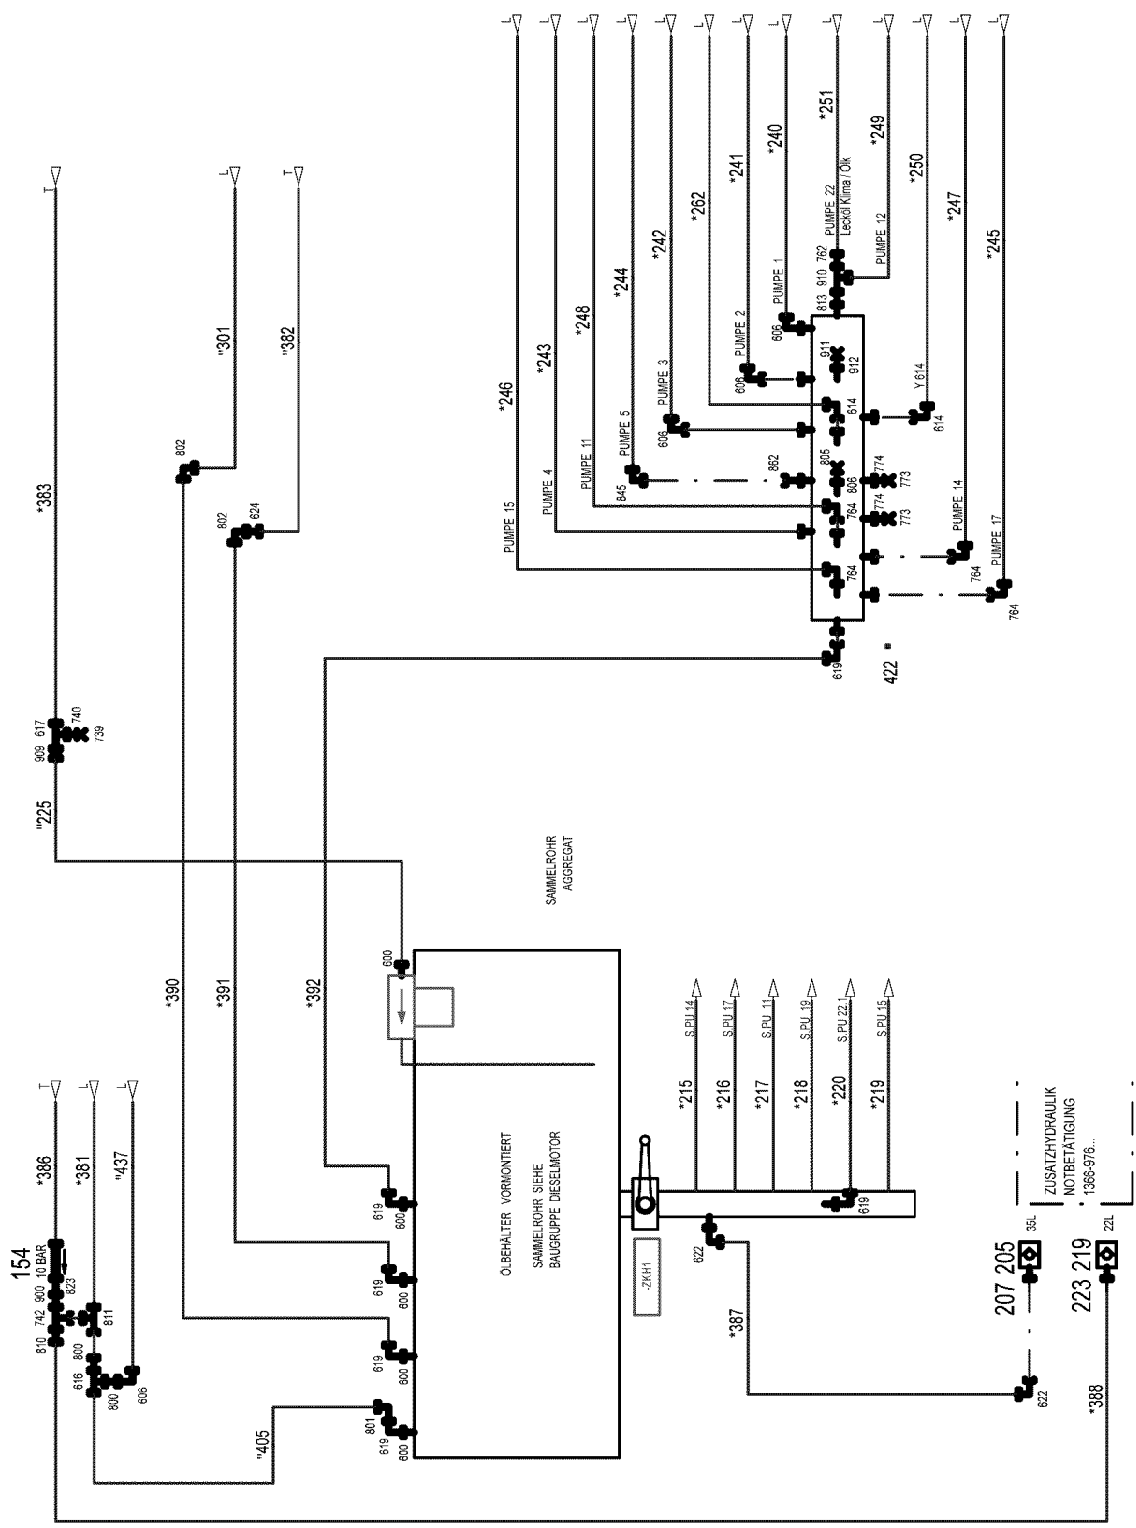 T
*383
L
"301
T
"382
802
802
624
617
909
740
739
"225
*390
*391
*392
T
*386
L
*381
L
"437
154
10 BAR
900
823
742
810
811
800
616
800
606
"405
801
619
600
619
600
619
600
619
600
600
SAMMELROHR
AGGREGAT
ÖLBEHÄLTER VORMONTIERT
SAMMELROHR SIEHE
BAUGRUPPE DIESELMOTOR
-ZKH1
622
*387
622
*388
619
*215
S.PU 14
*216
S.PU 17
*217
S.PU 11
*218
S.PU 19
*220
S.PU 22.1
*219
S.PU 15
207 205
35L
223 219
22L
ZUSATZHYDRAULIK
NOTBETÄTIGUNG
1366-976...
L
L
L
L
L
L
L
L
L
L
L
L
L
*246
PUMPE 15
*243
PUMPE 4
*248
PUMPE 11
*244
PUMPE 5
845
862
*242
PUMPE 3
606
*262
*241
PUMPE 2
606
*240
PUMPE 1
606
*251
PUMPE 22
Lecköl Klima / Ölk
762
910
813
*249
PUMPE 12
*250
Y 614
614
*247
PUMPE 14
764
*245
PUMPE 17
764
911
912
614
805
806
774
773
774
773
764
764
619
422